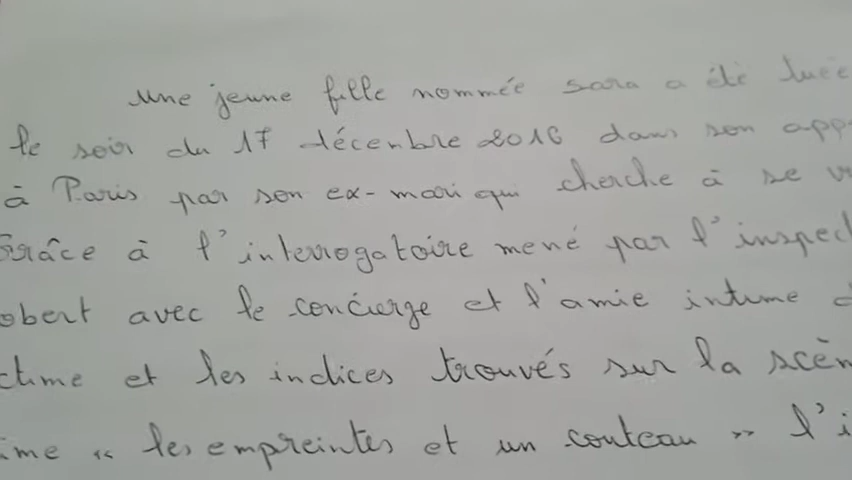 une jeune fille nommée sara a été tuée
le soir du 17 décenbre 2016 dans son app
à Paris par son ex-mari qui cherche à se v
Grâce à l'interrogatoire mené par l'inspec
obert avec le concierge et l'amie intime d
ctime et les indices trouvés sur la scèn
ime « les empreintes et un couteau » l'i